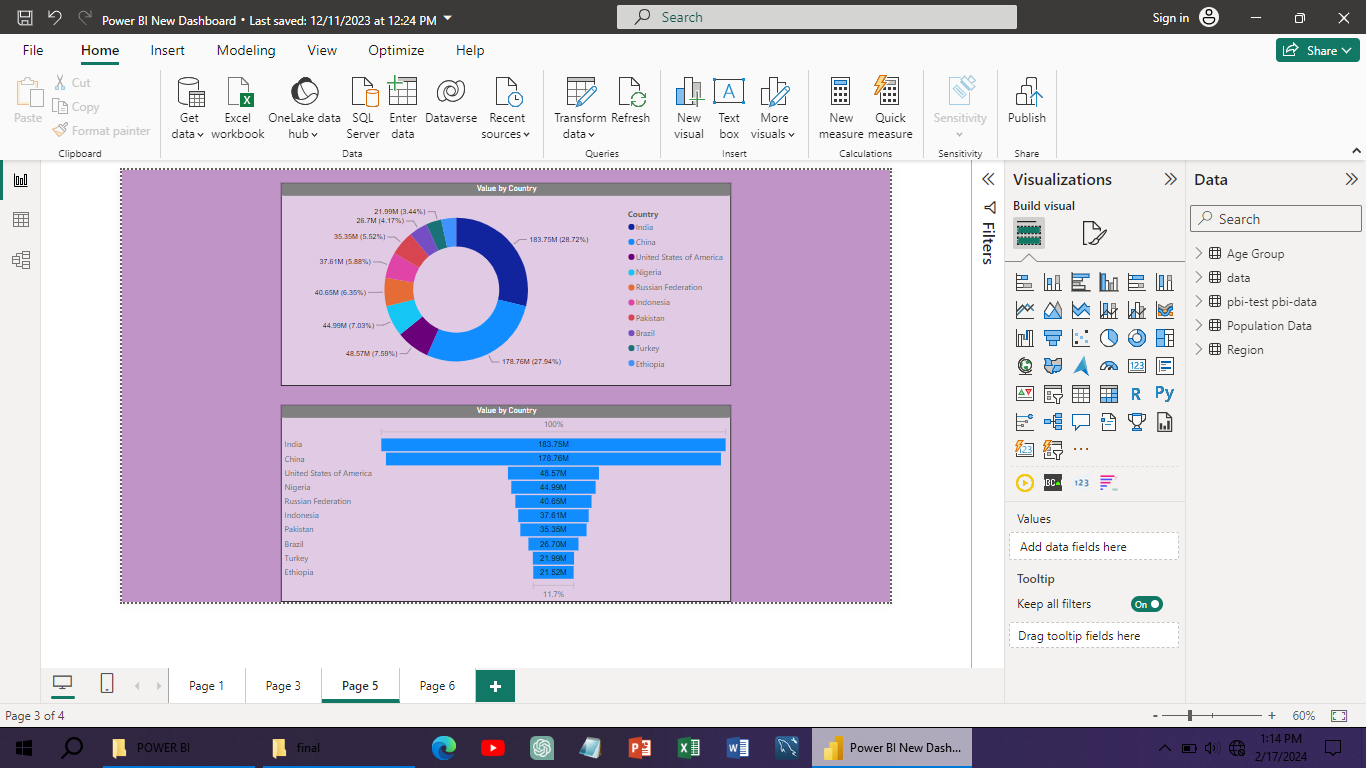 Power BI New Dashboard • Last saved: 12/11/2023 at 12:24 PM
Search
Sign in
File
Home
Insert
Modeling
View
Optimize
Help
Share
Paste
Cut
Copy
Format painter
Get data
Excel workbook
OneLake data hub
SQL Server
Enter data
Dataverse
Recent sources
Transform data
Refresh
New visual
Text box
More visuals
New measure
Quick measure
Sensitivity
Publish
Clipboard
Data
Queries
Insert
Calculations
Sensitivity
Share
Value by Country
183.75M (28.72%)
178.76M (27.94%)
48.57M (7.59%)
44.99M (7.03%)
40.65M (6.35%)
37.61M (5.88%)
35.35M (5.52%)
26.7M (4.17%)
21.99M (3.44%)
Country
India
China
United States of America
Nigeria
Russian Federation
Indonesia
Pakistan
Brazil
Turkey
Ethiopia
Value by Country
100%
India 183.75M
China 178.76M
United States of America 48.57M
Nigeria 44.99M
Russian Federation 40.65M
Indonesia 37.61M
Pakistan 35.35M
Brazil 26.70M
Turkey 21.99M
Ethiopia 21.52M
11.7%
Filters
Visualizations
Build visual
123
R
Py
123
Values
Add data fields here
Tooltip
Keep all filters
On
Drag tooltip fields here
Data
Search
Age Group
data
pbi-test pbi-data
Population Data
Region
Page 1
Page 3
Page 5
Page 6
Page 3 of 4
60%
POWER BI
final
Power BI New Dash...
1:14 PM
2/17/2024